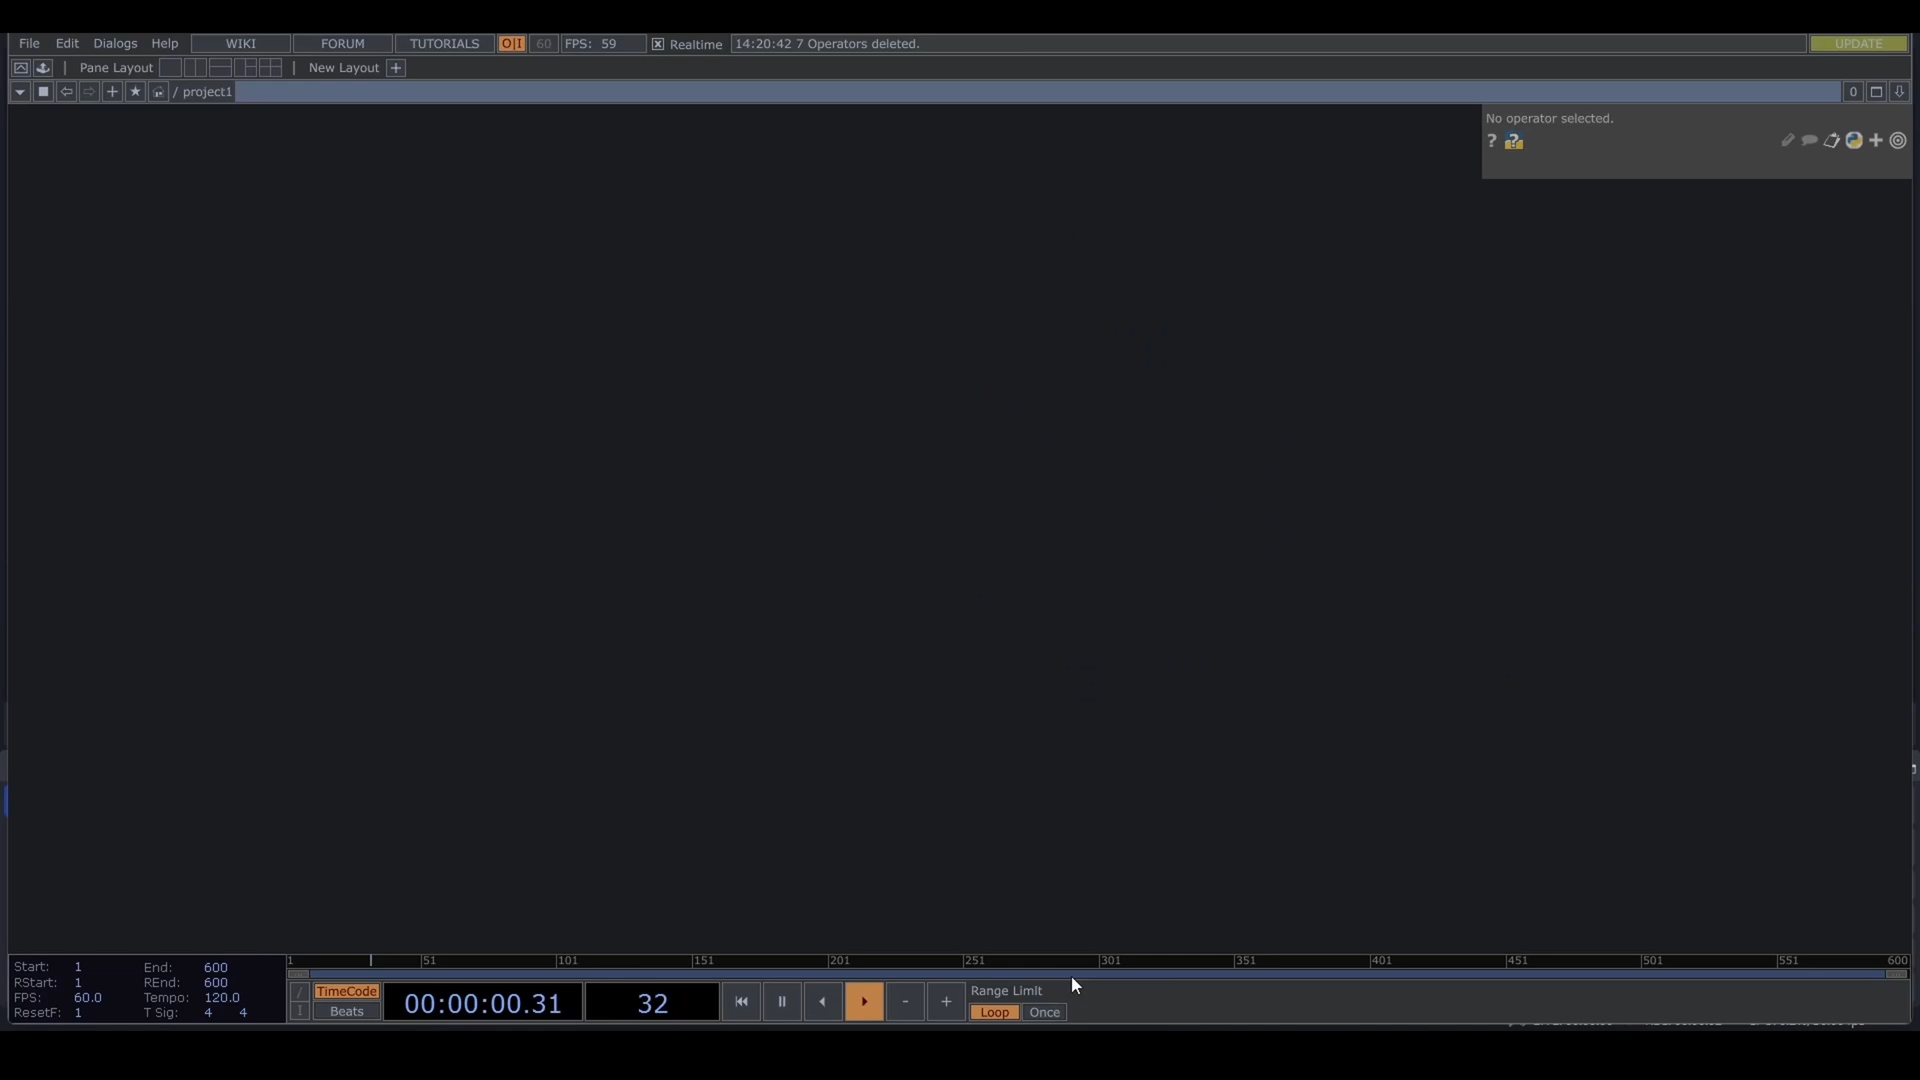 File Edit Dialogs Help WIKI FORUM TUTORIALS O|I 60 FPS: 59 Realtime 14:20:42 7 Operators deleted. UPDATE
Pane Layout New Layout +
/ project1 0
No operator selected.
? ?
1 51 101 151 201 251 301 351 401 451 501 551 600
Start: 1 End: 600
RStart: 1 REnd: 600
FPS: 60.0 Tempo: 120.0
ResetF: 1 T Sig: 4 4
/ TimeCode 00:00:00.31 32 - + Range Limit
I Beats Loop Once